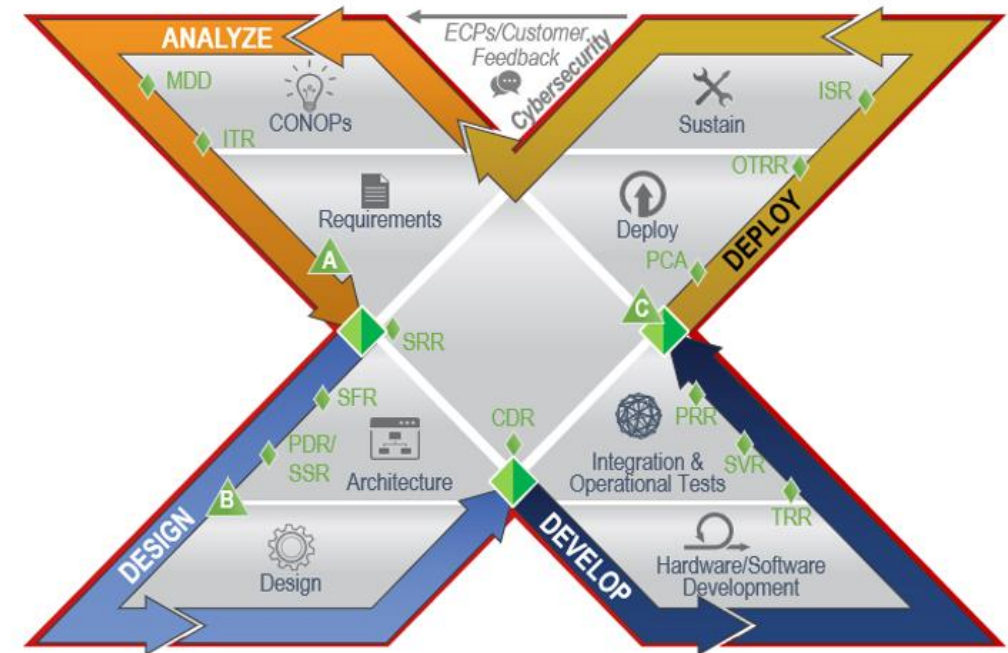 ANALYZE
ECPs/Customer
Feedback
Cybersecurity
MDD
CONOPs
ITR
Requirements
A
SRR
SFR
PDR/
SSR
Architecture
B
DESIGN
Design
CDR
DEVELOP
Hardware/Software
Development
TRR
SVR
PRR
Integration &
Operational Tests
C
PCA
Deploy
DEPLOY
OTRR
ISR
Sustain